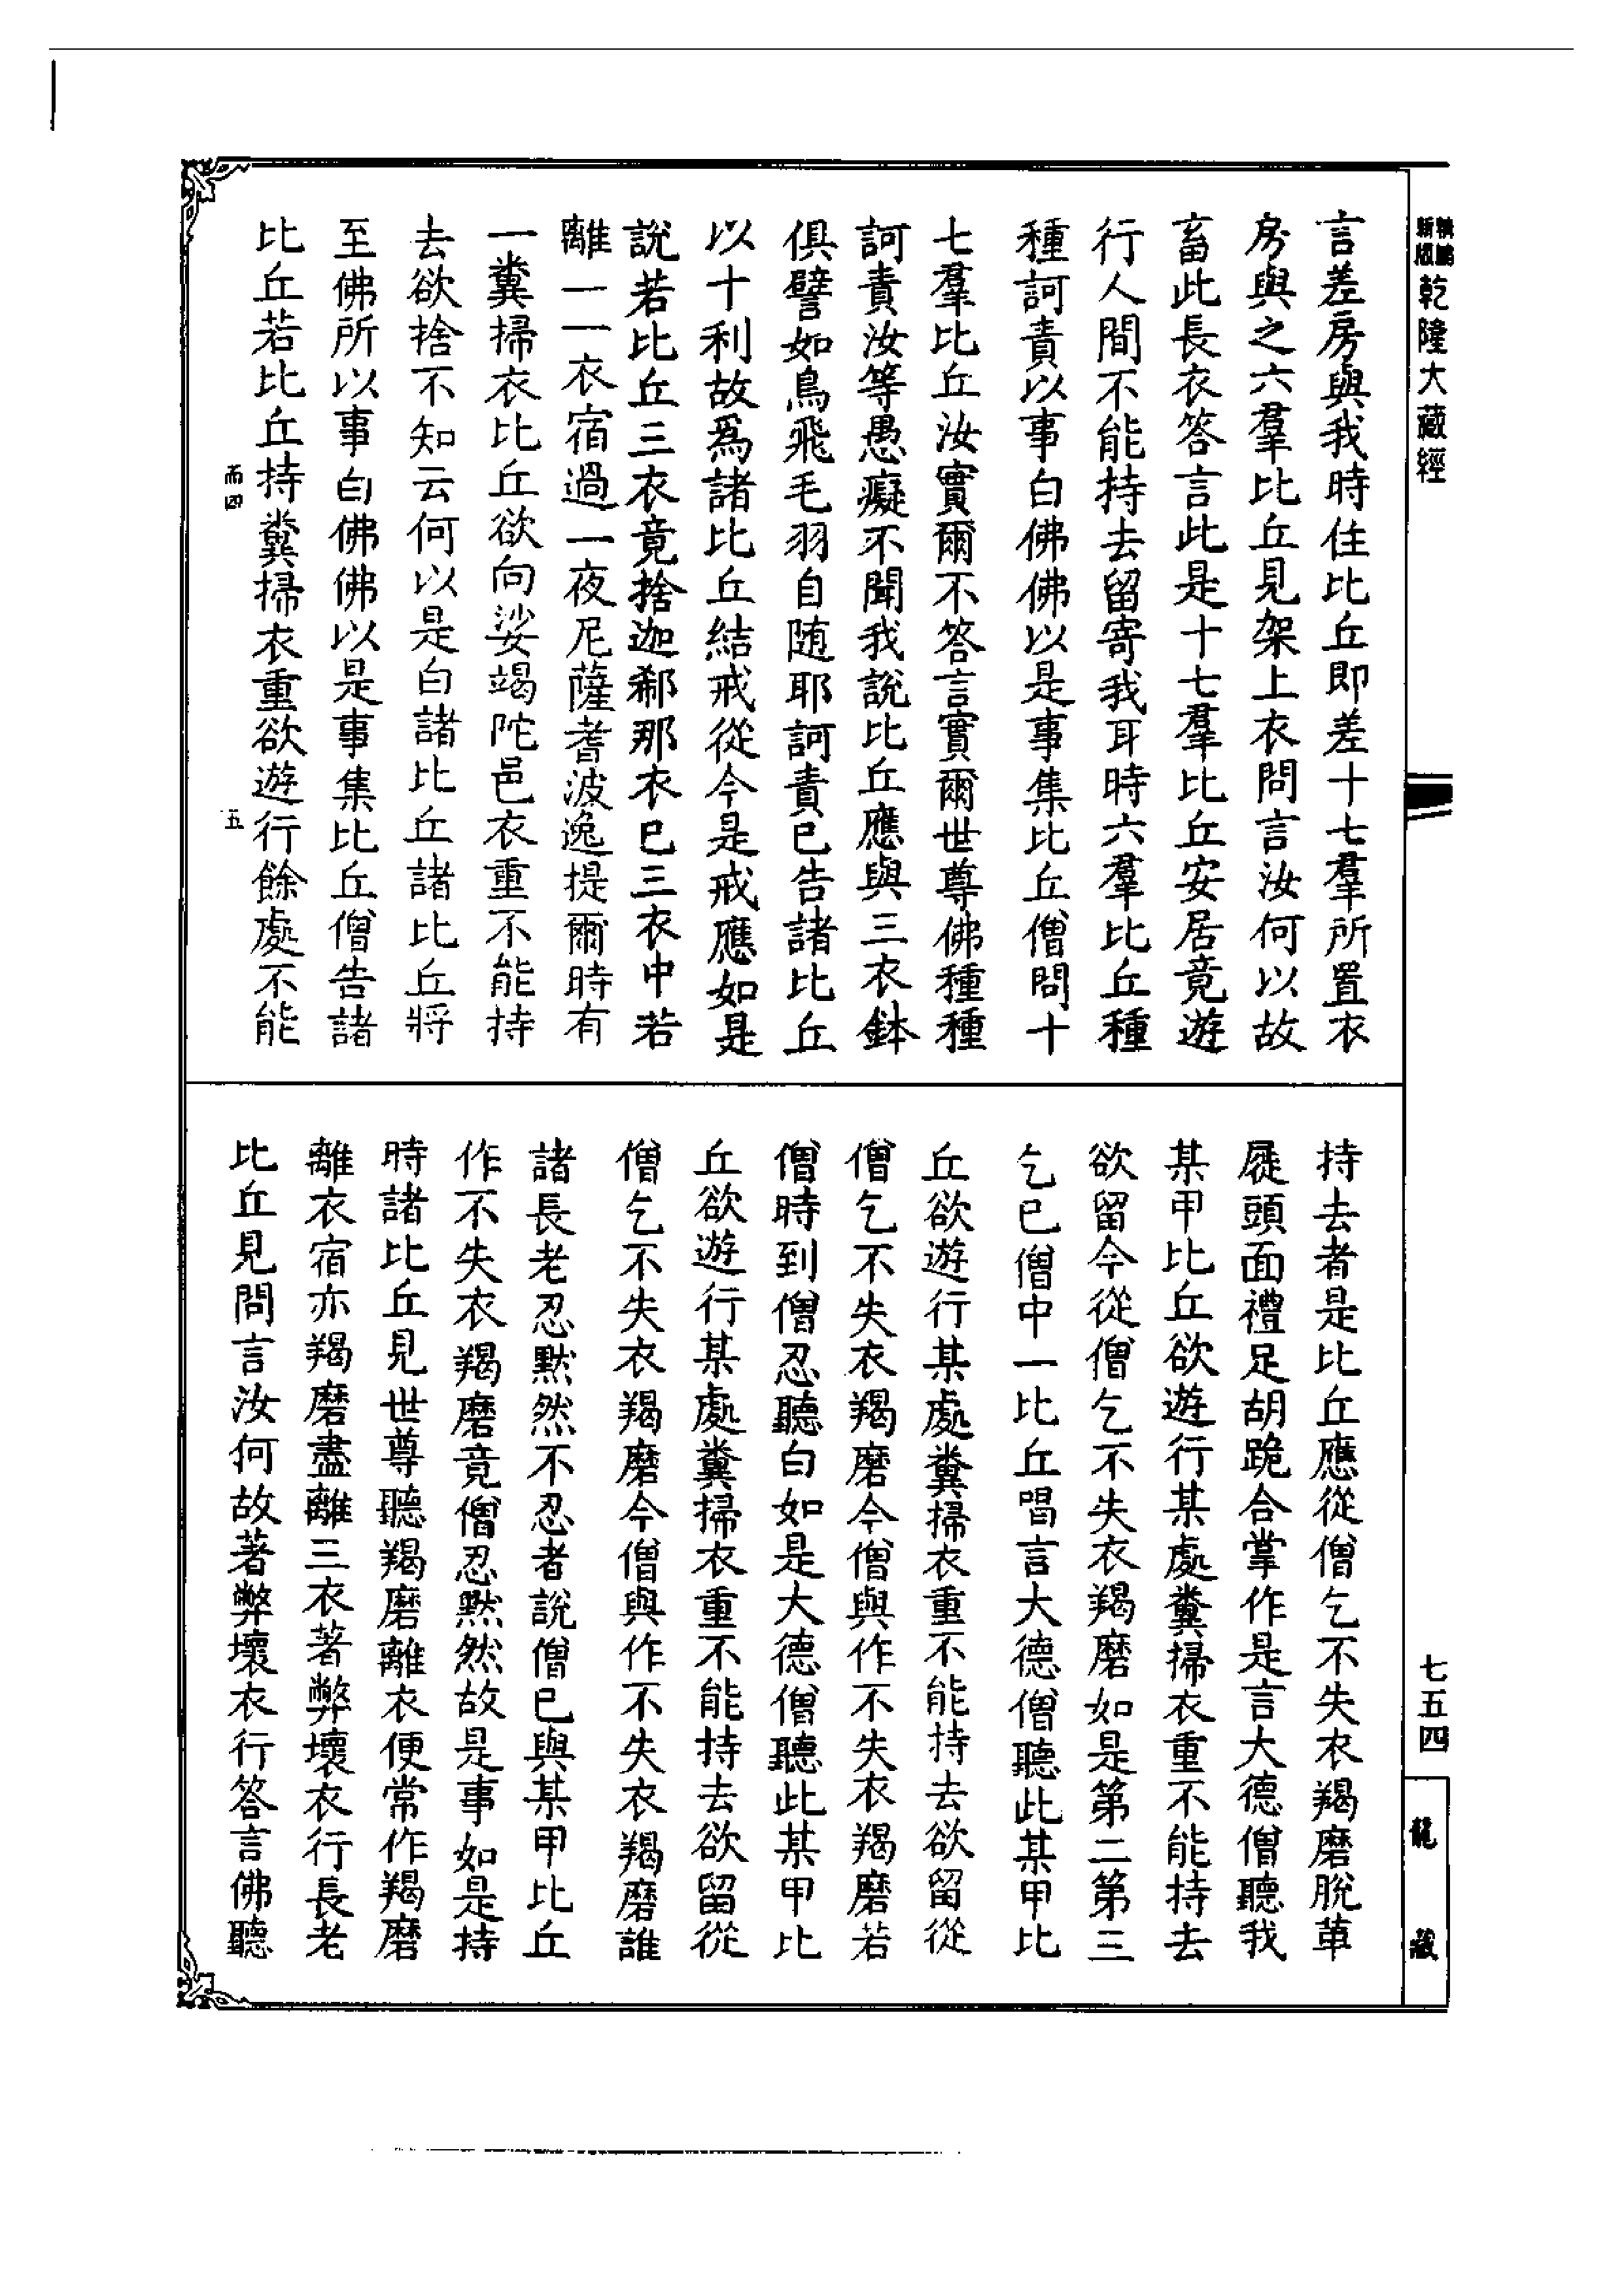 乾隆大藏經
七五四
龍藏
言差房與我時住比丘即差十七羣所置衣
房與之六羣比丘見架上衣問言汝何以故
畜此長衣答言此是十七羣比丘安居竟遊
行人間不能持去留寄我耳時六羣比丘種
種訶責以事白佛佛以是事集比丘僧問十
七羣比丘汝實爾不答言實爾世尊佛種種
訶責汝等愚癡不聞我說比丘應與三衣鉢
俱譬如鳥飛毛羽自随耶訶責已告諸比丘
以十利故爲諸比丘結戒從今是戒應如是
說若比丘三衣竟捨迦郗那衣已三衣中若
離一一衣宿過一夜尼薩耆波逸提爾時有
一糞掃衣比丘欲向娑竭陀邑衣重不能持
去欲捨不知云何以是白諸比丘諸比丘將
至佛所以事白佛佛以是事集比丘僧告諸
比丘若比丘持糞掃衣重欲遊行餘處不能
而四
五
持去者是比丘應從僧乞不失衣羯磨脫革
屣頭面禮足胡跪合掌作是言大德僧聽我
某甲比丘欲遊行某處糞掃衣重不能持去
欲留今從僧乞不失衣羯磨如是第二第三
乞已僧中一比丘唱言大德僧聽此某甲比
丘欲遊行某處糞掃衣重不能持去欲留從
僧乞不失衣羯磨今僧與作不失衣羯磨若
僧時到僧忍聽白如是大德僧聽此某甲比
丘欲遊行某處糞掃衣重不能持去欲留從
僧乞不失衣羯磨今僧與作不失衣羯磨誰
諸長老忍默然不忍者說僧已與某甲比丘
作不失衣羯磨竟僧忍默然故是事如是持
時諸比丘見世尊聽羯磨離衣便常作羯磨
離衣宿亦羯磨盡離三衣著弊壞衣行長老
比丘見問言汝何故著弊壞衣行答言佛聽